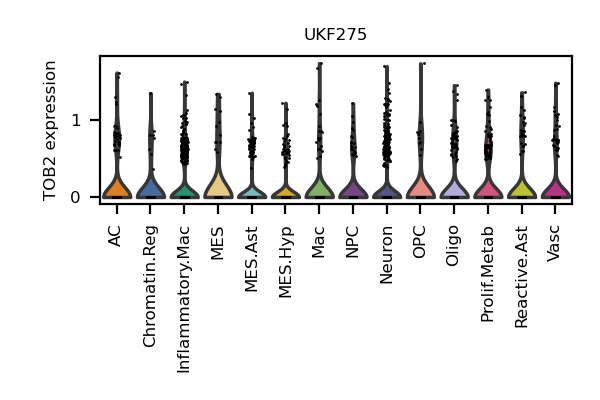 UKF275
TOB2 expression
1
0
AC
Chromatin.Reg
Inflammatory.Mac
MES
MES.Ast
MES.Hyp
Mac
NPC
Neuron
OPC
Oligo
Prolif.Metab
Reactive.Ast
Vasc